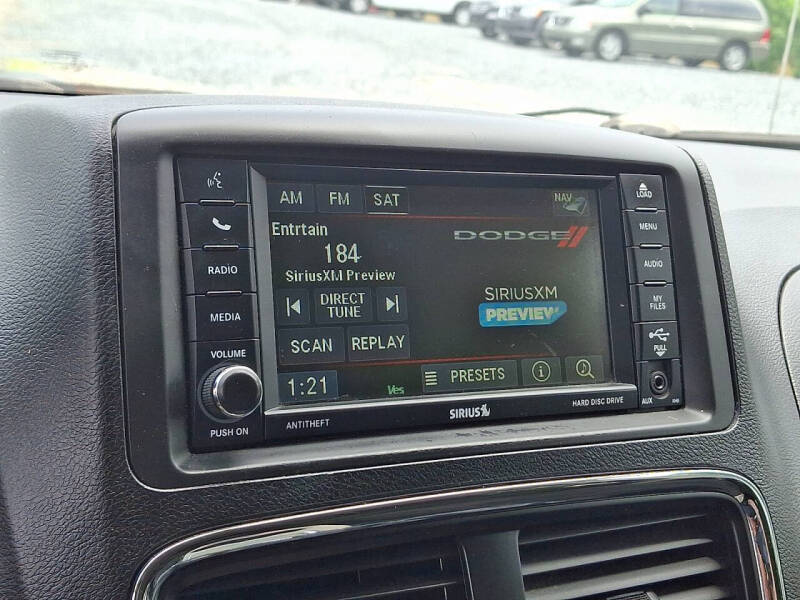 AM FM SAT NAV
Entrtain
184
SiriusXM Preview
DIRECT
TUNE
SCAN REPLAY
1:21 Ves PRESETS
DODGE
SIRIUSXM
PREVIEW
RADIO
MEDIA
VOLUME
PUSH ON
ANTITHEFT
SIRIUS
HARD DISC DRIVE
LOAD
MENU
AUDIO
MY
FILES
PULL
AUX